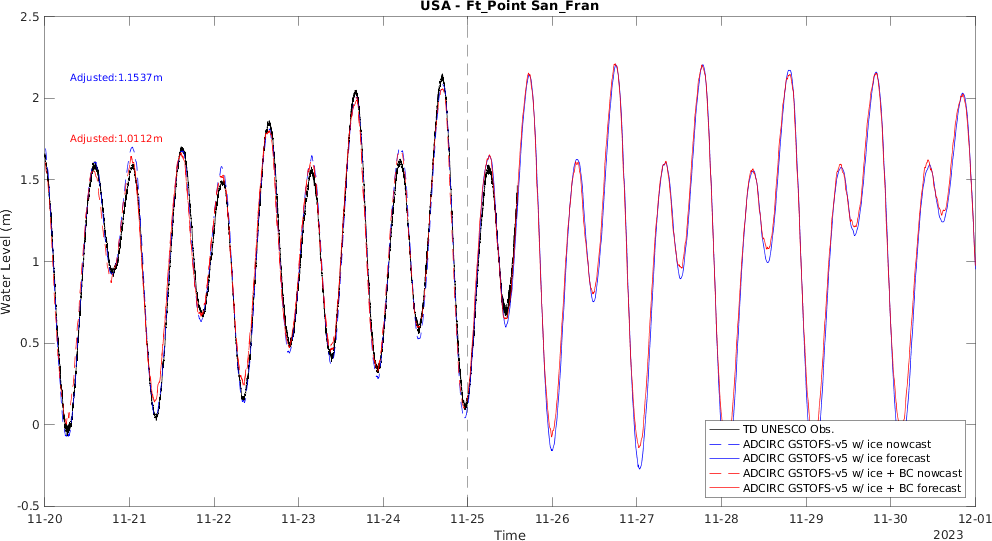 USA - Ft_Point San_Fran
2.5
2
1.5
1
0.5
0
-0.5
Water Level (m)
Adjusted:1.1537m
Adjusted:1.0112m
TD UNESCO Obs.
ADCIRC GSTOFS-v5 w/ ice nowcast
ADCIRC GSTOFS-v5 w/ ice forecast
ADCIRC GSTOFS-v5 w/ ice + BC nowcast
ADCIRC GSTOFS-v5 w/ ice + BC forecast
11-20 11-21 11-22 11-23 11-24 11-25 11-26 11-27 11-28 11-29 11-30 12-01
Time
2023